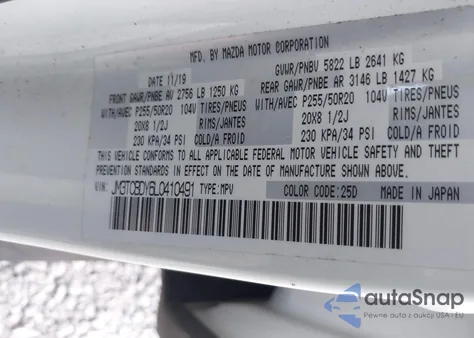 MFD. BY MAZDA MOTOR CORPORATION
DATE 11/19 GVWR/PNBV 5822 LB 2641 KG
FRONT GAWR/PNBE AV 2756 LB 1250 KG REAR GAWR/PNBE AR 3146 LB 1427 KG
WITH/AVEC P255/50R20 104V TIRES/PNEUS WITH/AVEC P255/50R20 104V TIRES/PNEUS
20X8 1/2J RIMS/JANTES 20X8 1/2J RIMS/JANTES
230 KPA/34 PSI COLD/A FROID 230 KPA/34 PSI COLD/A FROID
THIS VEHICLE CONFORMS TO ALL APPLICABLE FEDERAL MOTOR VEHICLE SAFETY AND THEFT
PREVENTION STANDARDS IN EFFECT ON THE DATE OF MANUFACTURE SHOWN ABOVE.
VIN: JM3TCBDY6L0410491 TYPE:MPV COLOR CODE:25D MADE IN JAPAN
autoSnap
Pewne auta z aukcji USA - EU